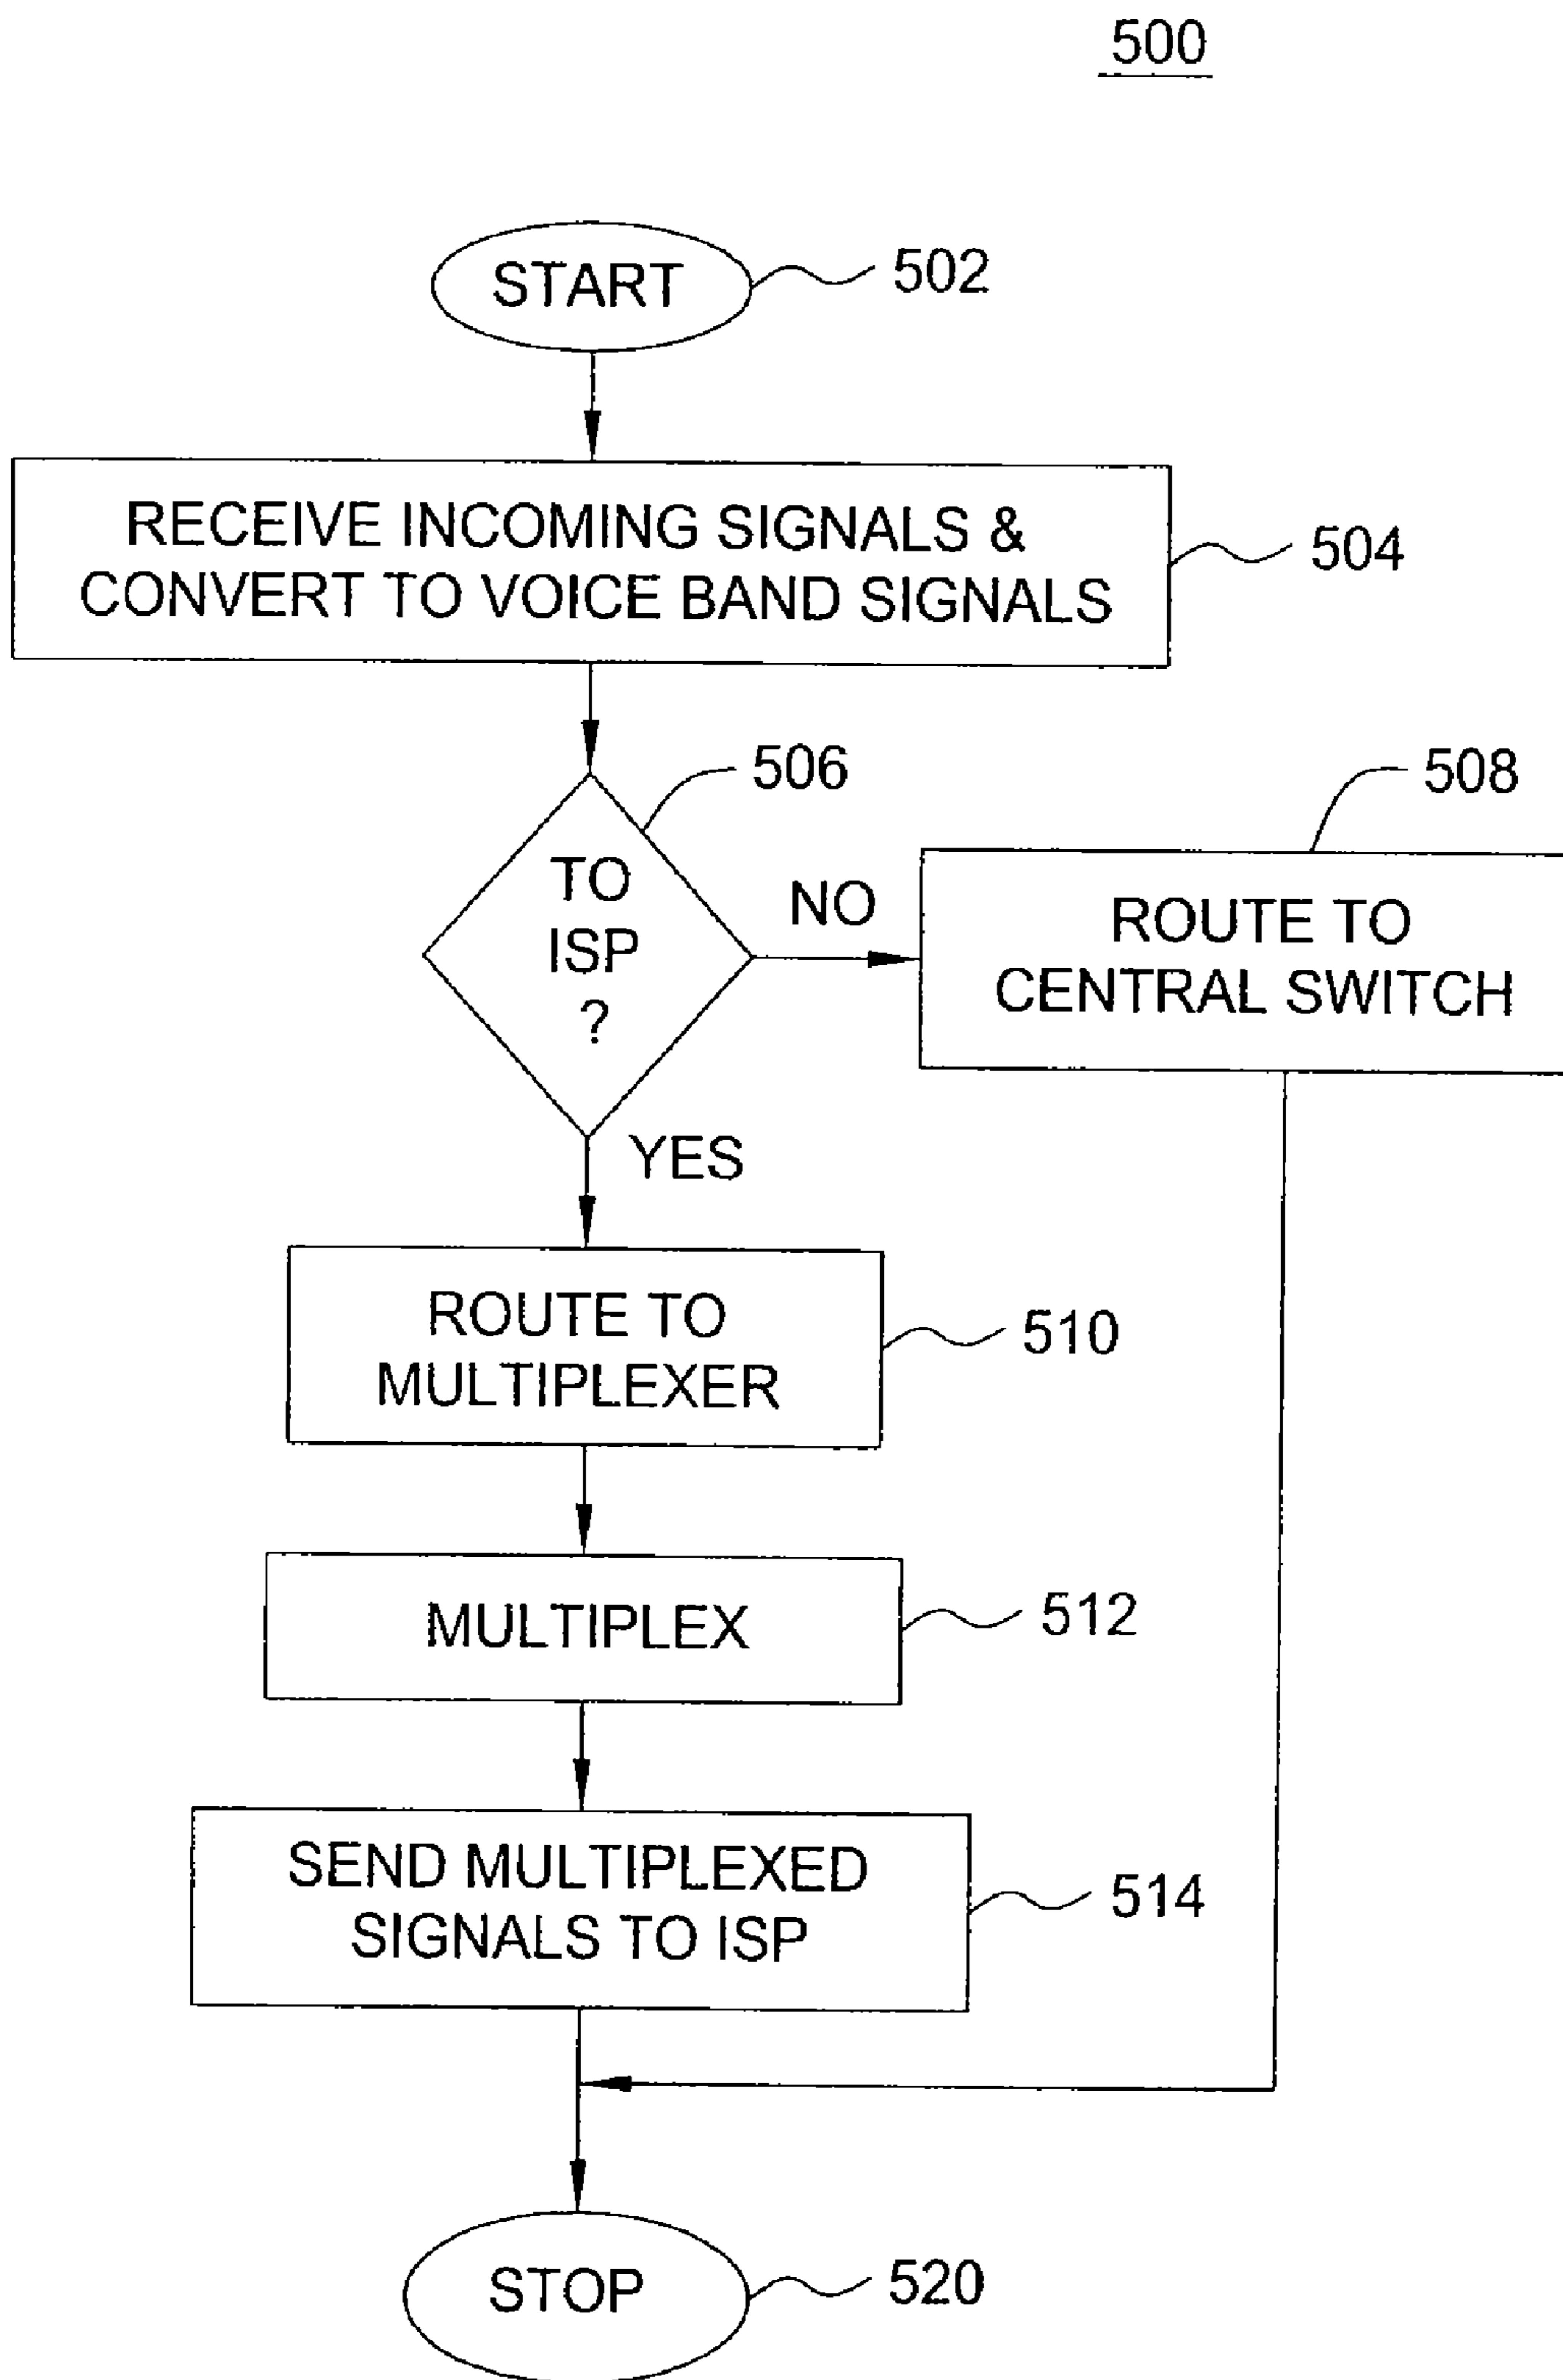 500
START
502
RECEIVE INCOMING SIGNALS &
CONVERT TO VOICE BAND SIGNALS
504
506
TO
ISP
?
NO
508
ROUTE TO
CENTRAL SWITCH
YES
ROUTE TO
MULTIPLEXER
510
MULTIPLEX
512
SEND MULTIPLEXED
SIGNALS TO ISP
514
STOP
520